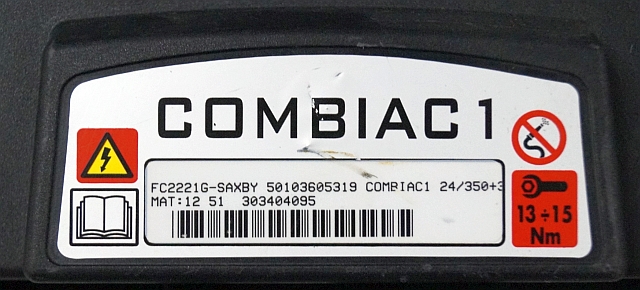 COMBIAC1
FC2221G-SAXBY 50103605319 COMBIAC1 24/350+3
MAT:12 51 303404095
13÷15
Nm